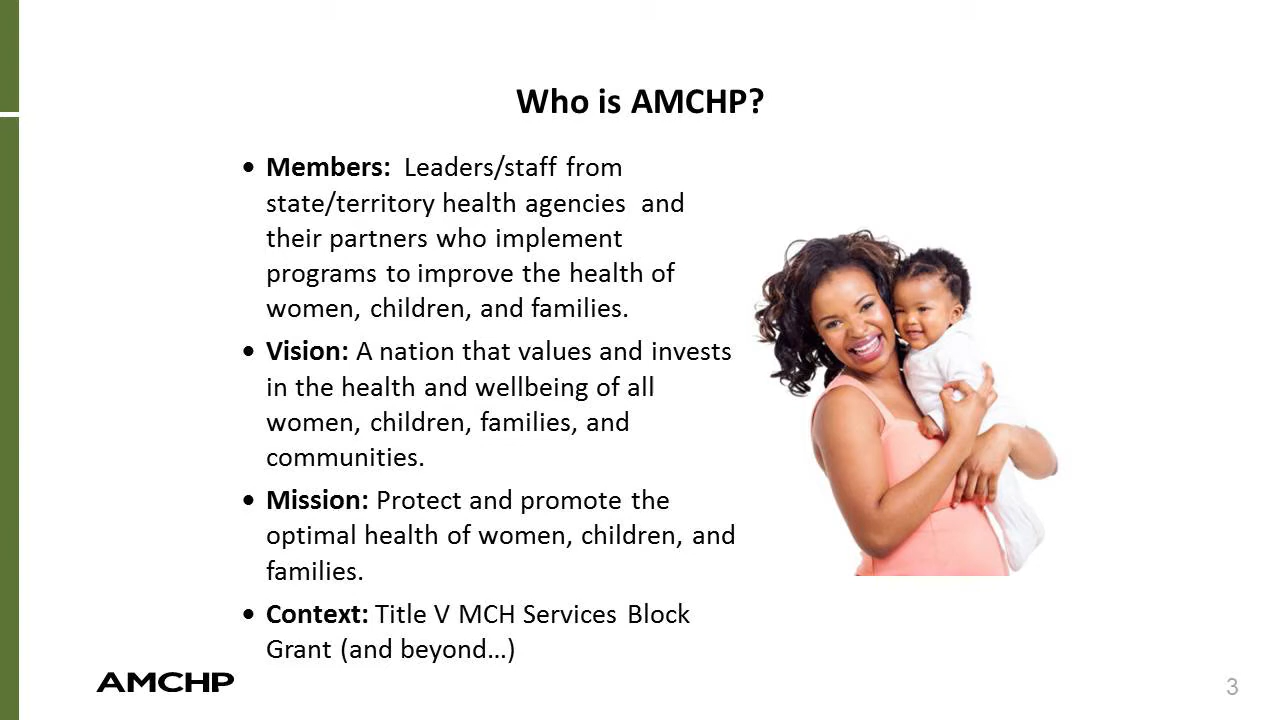 Who is AMCHP?
• Members:  Leaders/staff from
state/territory health agencies  and
their partners who implement
programs to improve the health of
women, children, and families.
• Vision: A nation that values and invests
in the health and wellbeing of all
women, children, families, and
communities.
• Mission: Protect and promote the
optimal health of women, children, and
families.
• Context: Title V MCH Services Block
Grant (and beyond…)
AMCHP
3